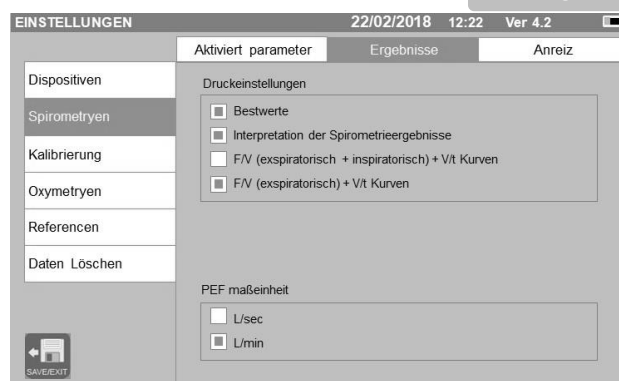 EINSTELLUNGEN 22/02/2018 12:22 Ver 4.2
Aktiviert parameter Ergebnisse Anreiz
Dispositiven
Spirometryen
Kalibrierung
Oxymetryen
Referencen
Daten Löschen
Druckeinstellungen
Bestwerte
Interpretation der Spirometrieergebnisse
F/V (exspiratorisch + inspiratorisch) + V/t Kurven
F/V (exspiratorisch) + V/t Kurven
PEF maßeinheit
L/sec
L/min
SAVE/EXIT